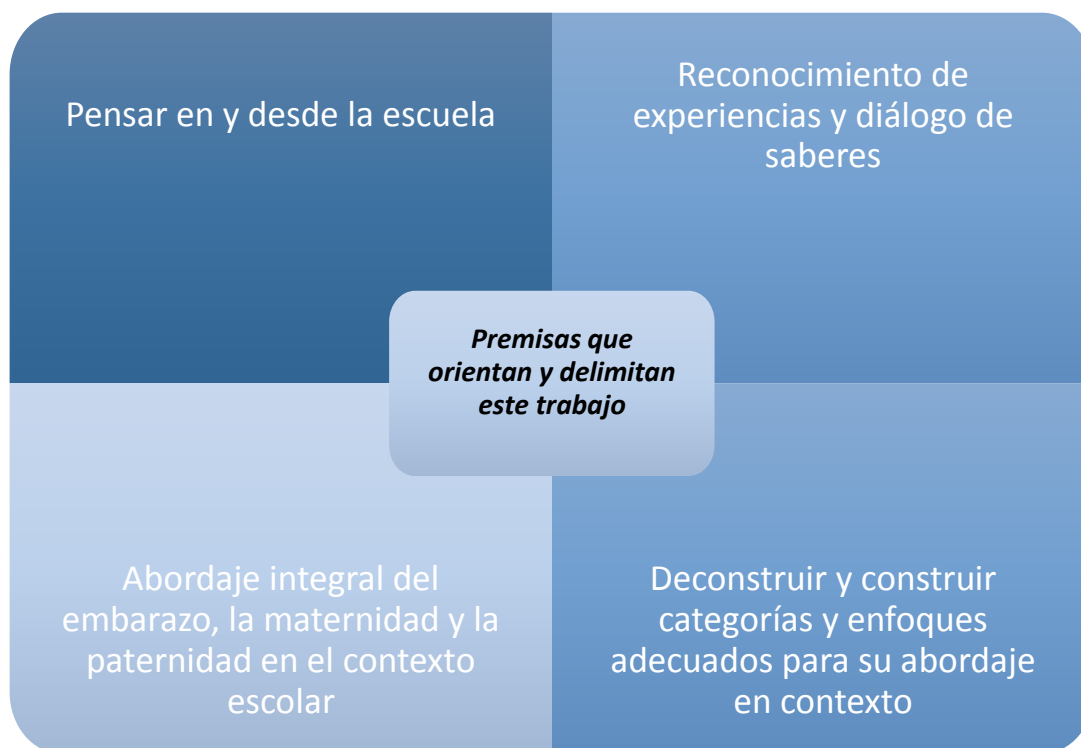 Pensar en y desde la escuela
Reconocimiento de
experiencias y diálogo de
saberes
Premisas que
orientan y delimitan
este trabajo
Abordaje integral del
embarazo, la maternidad y la
paternidad en el contexto
escolar
Deconstruir y construir
categorías y enfoques
adecuados para su abordaje
en contexto